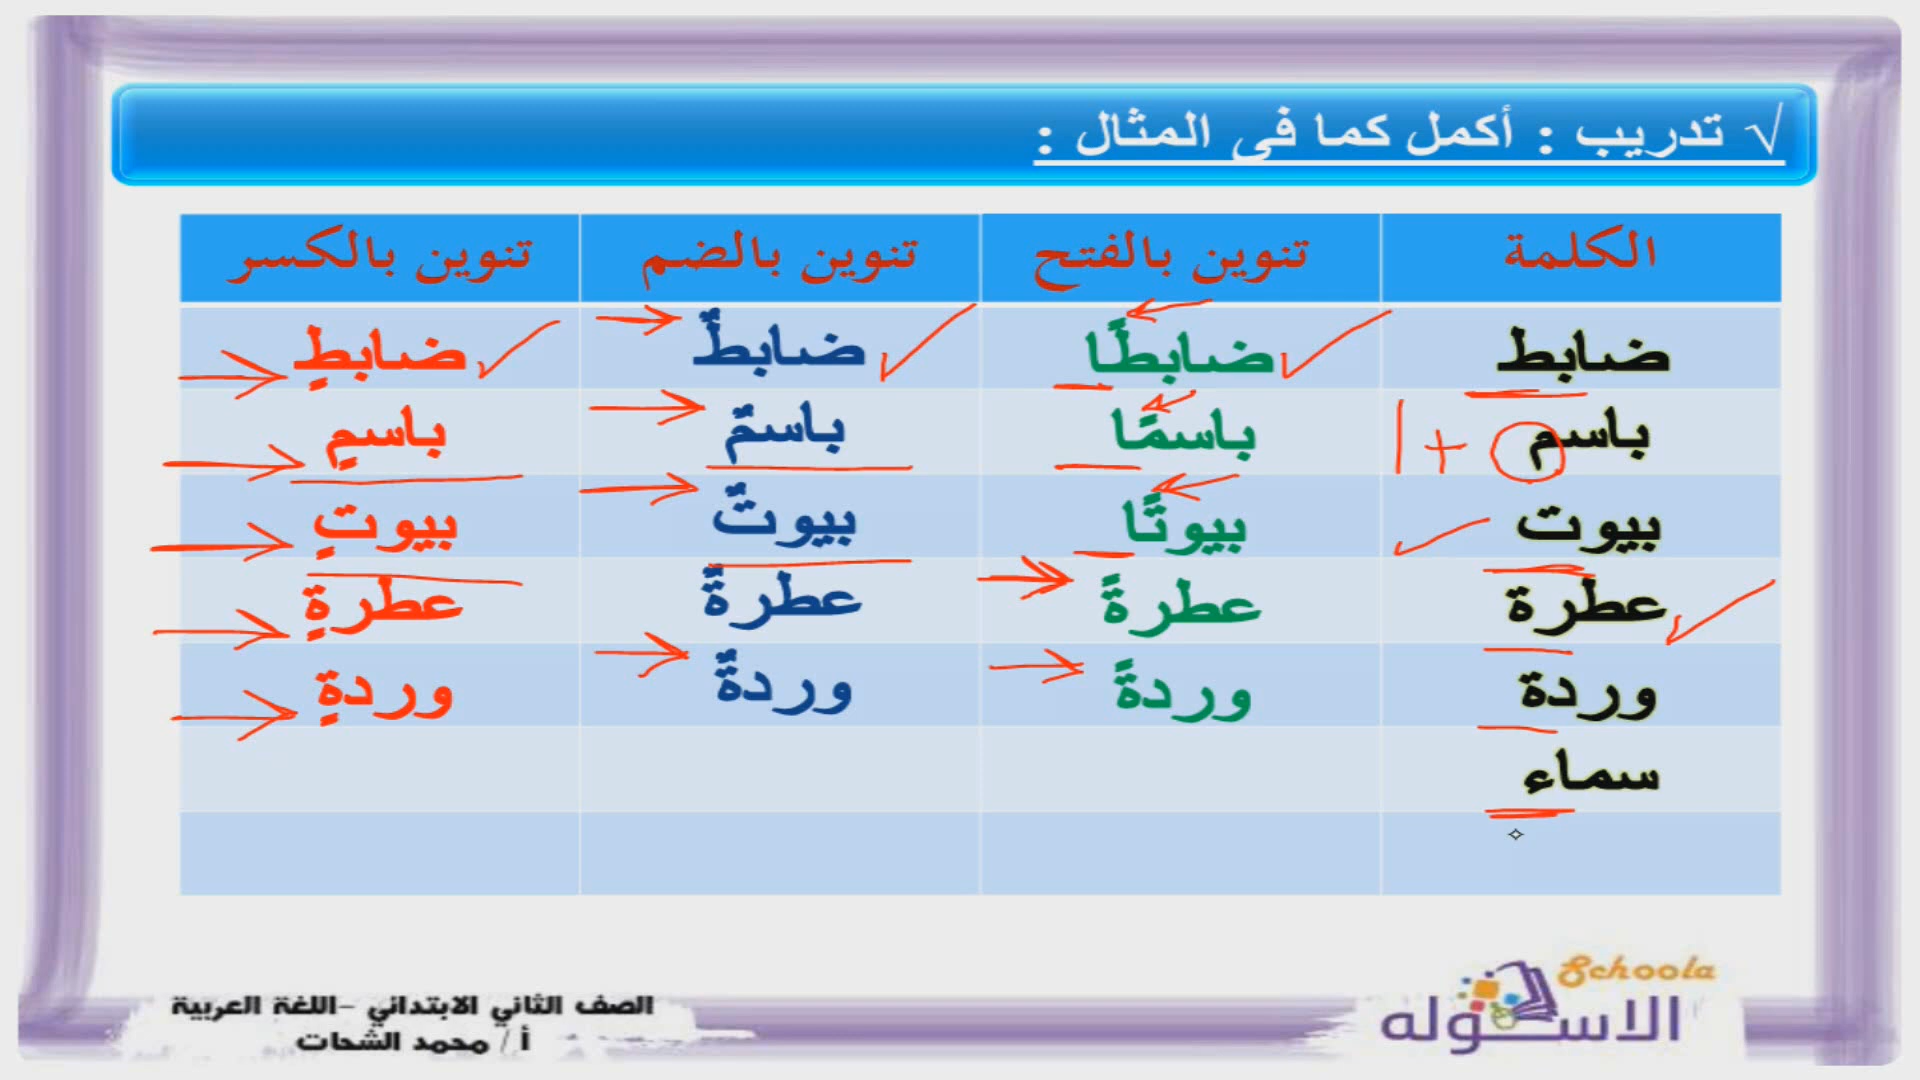 √ تدريب : أكمل كما فى المثال :
الكلمة تنوين بالفتح تنوين بالضم تنوين بالكسر
ضابط ضابطًا ضابطٌ ضابطٍ
باسم باسمًا باسمٌ باسمٍ
ا +
بيوت بيوتًا بيوتٌ بيوتٍ
عطرة عطرةً عطرةٌ عطرةٍ
وردة وردةً وردةٌ وردةٍ
سماء
Schoola
الاسكوله
الصف الثاني الابتدائي -اللغة العربية
أ / محمد الشحات